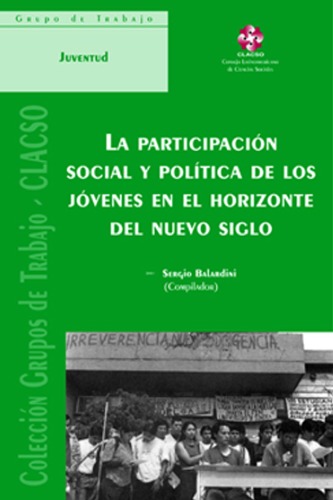 Grupo de Trabajo
Juventud
CLACSO
Consejo Latinoamericano
de Ciencias Sociales
La participación
social y política de los
jóvenes en el horizonte
del nuevo siglo
— Sergio Balardini
(Compilador)
Colección Grupos de Trabajo - CLACSO
IRREVERENCIA